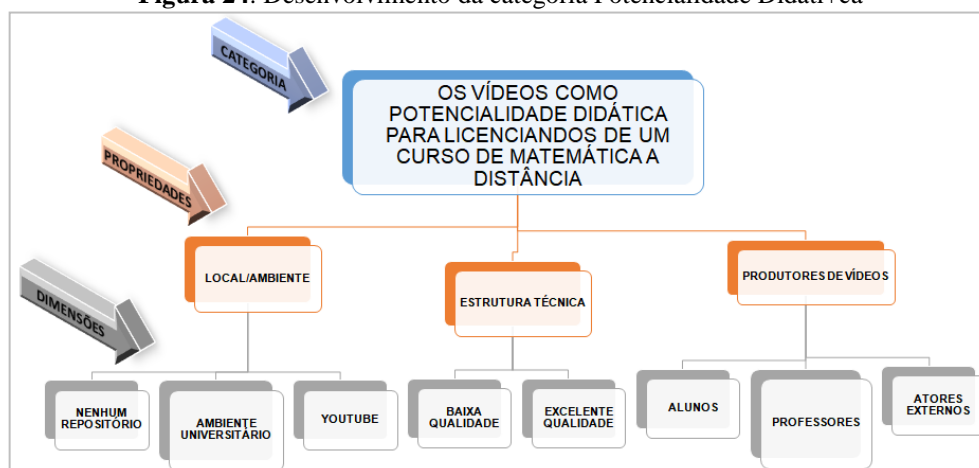 Figura 24: Desenvolvimento da categoria Potencialidade Didáti\ca
CATEGORIA
OS VÍDEOS COMO
POTENCIALIDADE DIDÁTICA
PARA LICENCIANDOS DE UM
CURSO DE MATEMÁTICA A
DISTÂNCIA
PROPRIEDADES
LOCAL/AMBIENTE
ESTRUTURA TÉCNICA
PRODUTORES DE VÍDEOS
DIMENSÕES
NENHUM
REPOSITÓRIO
AMBIENTE
UNIVERSITÁRIO
YOUTUBE
BAIXA
QUALIDADE
EXCELENTE
QUALIDADE
ALUNOS
PROFESSORES
ATORES
EXTERNOS